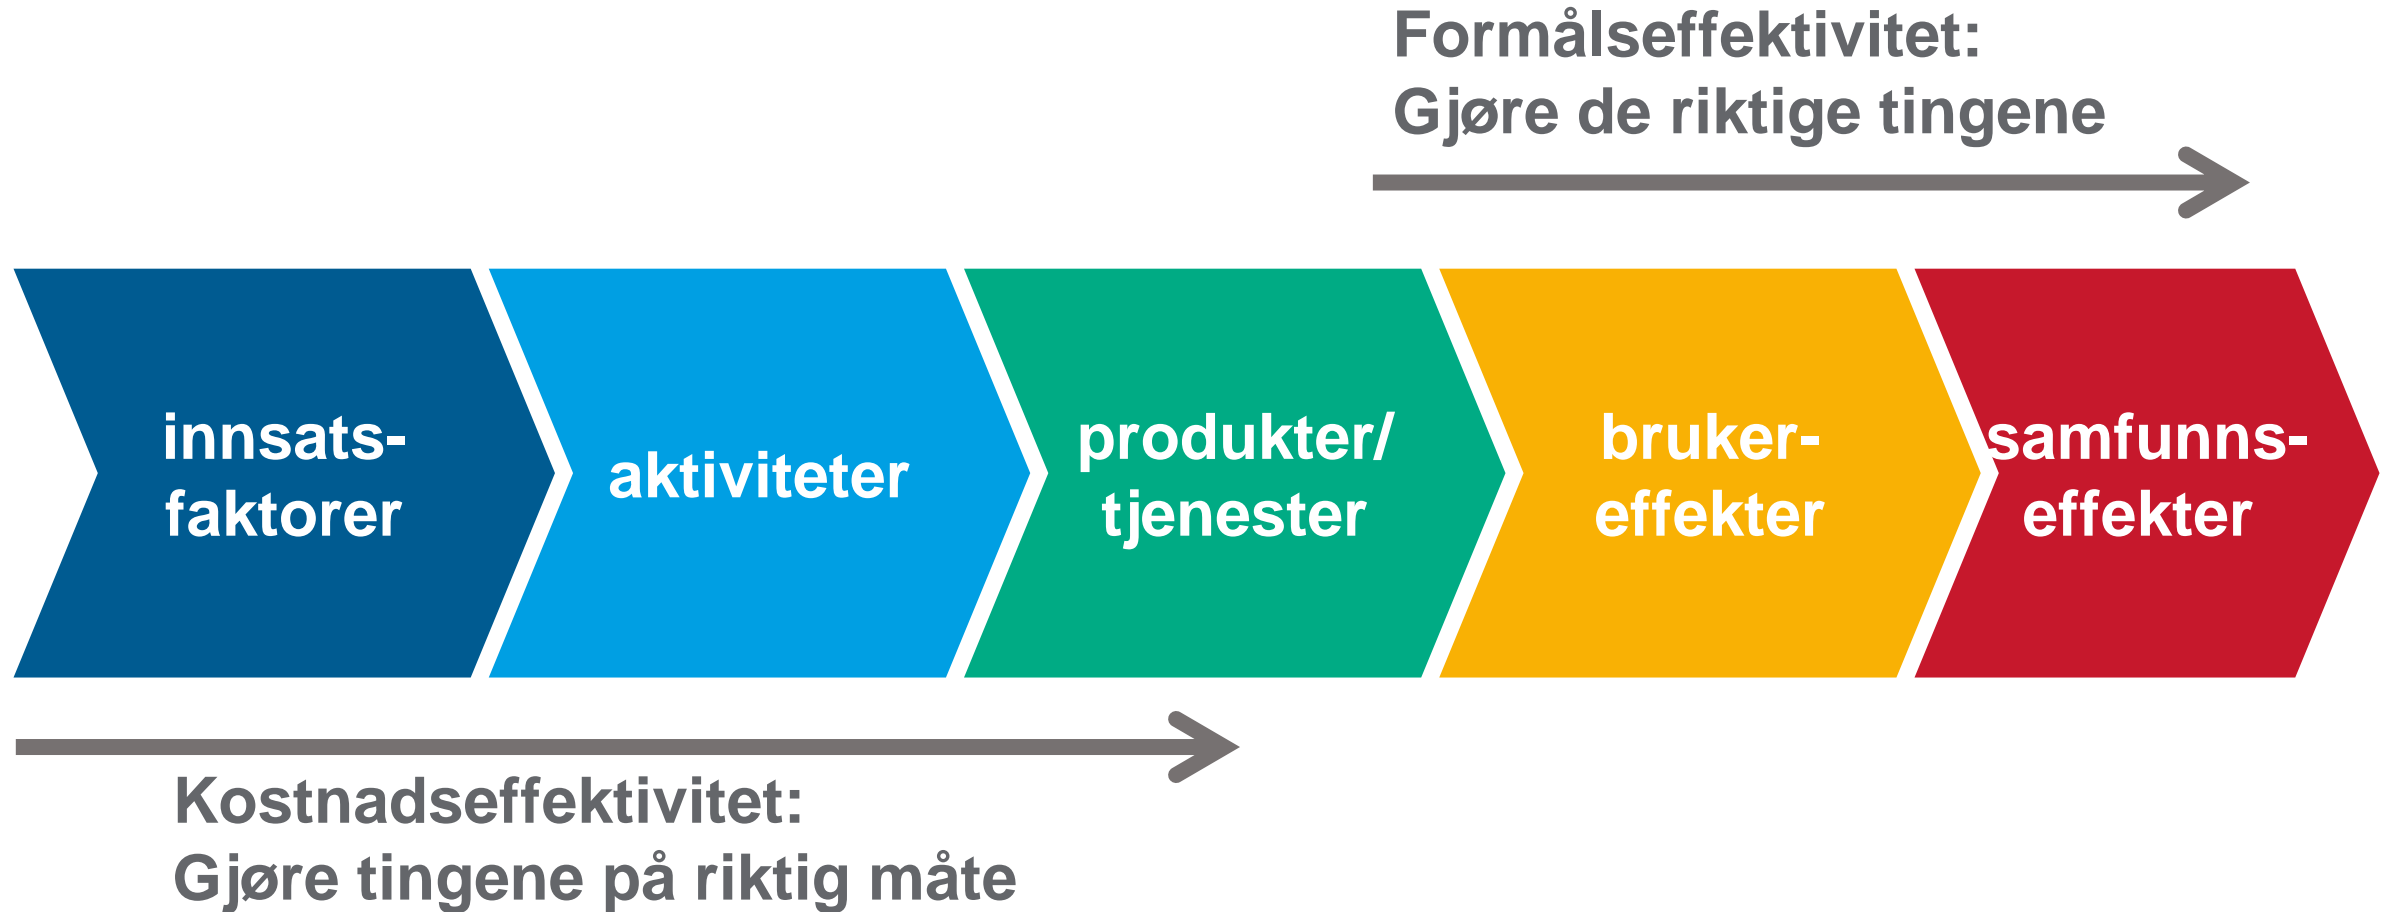 Formålseffektivitet:
Gjøre de riktige tingene
innsats-
faktorer
aktiviteter
produkter/
tjenester
bruker-
effekter
samfunns-
effekter
Kostnadseffektivitet:
Gjøre tingene på riktig måte